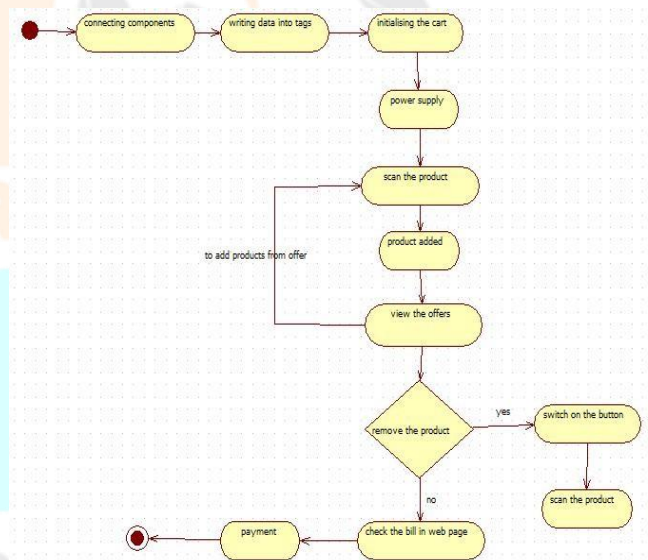 connecting components
writing data into tags
initialising the cart
power supply
scan the product
product added
to add products from offer
view the offers
remove the product
yes
switch on the button
scan the product
no
check the bill in web page
payment